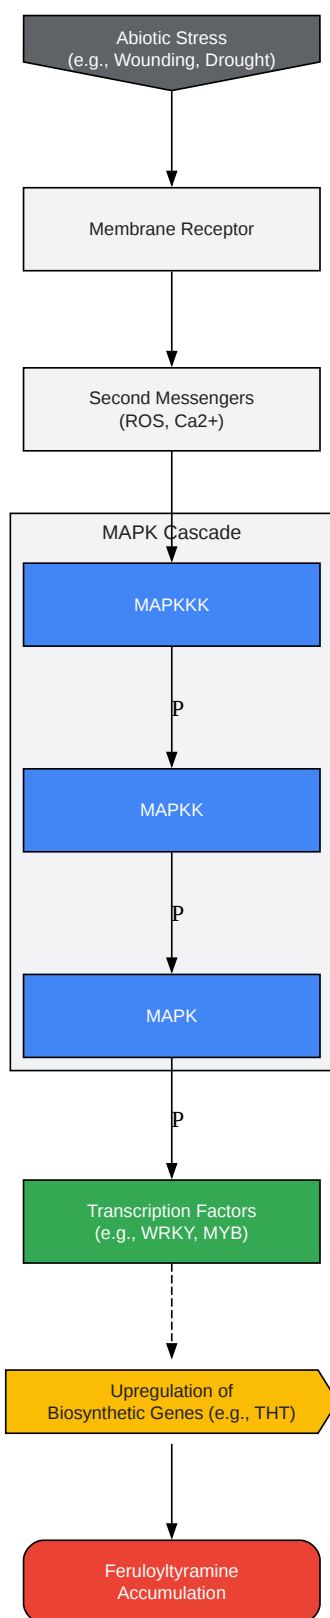 Abiotic Stress
(e.g., Wounding, Drought)
Membrane Receptor
Second Messengers
(ROS, Ca2+)
MAPK Cascade
MAPKKK
P
MAPKK
P
MAPK
P
Transcription Factors
(e.g., WRKY, MYB)
Upregulation of
Biosynthetic Genes (e.g., THT)
Feruloyltyramine
Accumulation